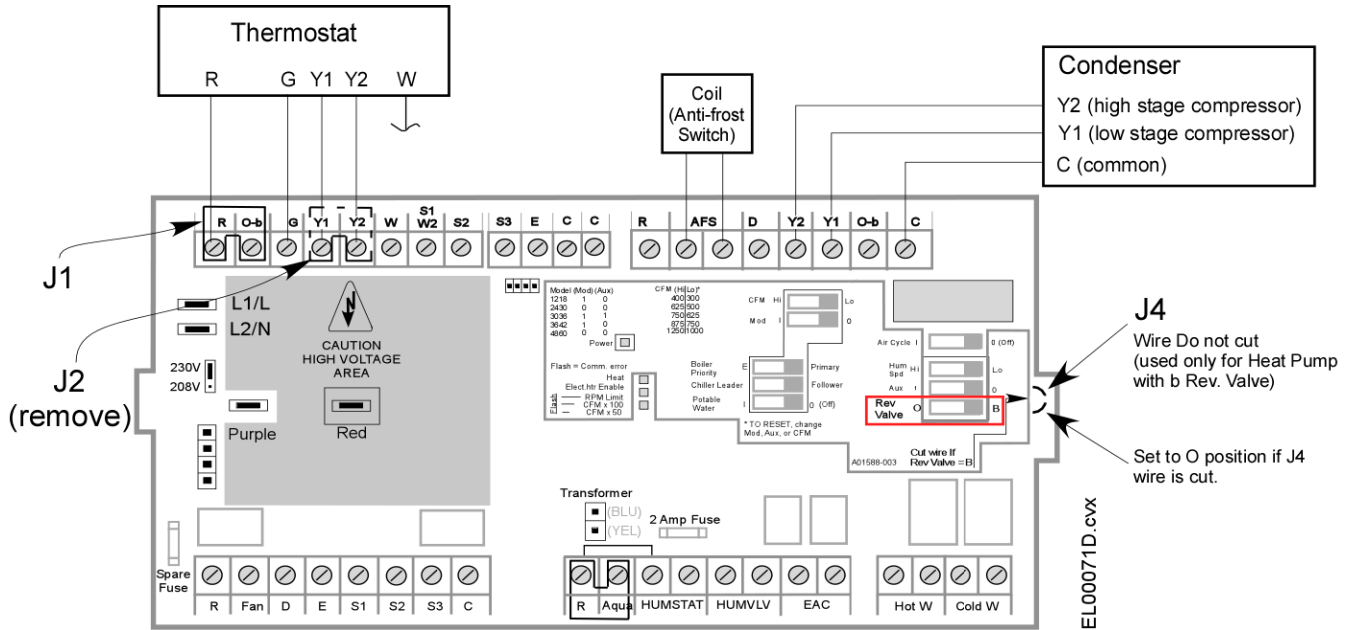 Thermostat
R G Y1 Y2 W
Coil
(Anti-frost
Switch)
Condenser
Y2 (high stage compressor)
Y1 (low stage compressor)
C (common)
J1
R O-b G Y1 Y2 W S1 W2 S2 S3 E C C R AFS D Y2 Y1 O-b C
J2
(remove)
L1/L
L2/N
230V
208V
CAUTION
HIGH VOLTAGE
AREA
Purple
Red
Model (Mod) (Aux)
1218 1 0
2430 0 0
3036 1 1
3642 1 0
4860 0 0
CFM (Hi|Lo)*
400|300
625|500
750|625
875|750
1250|1000
Power
Flash = Comm. error
Heat
Elect.htr Enable
Flash
RPM Limit
CFM x 100
CFM x 50
CFM Hi Lo
Mod I 0
Boiler
Priority E Primary
Chiller Leader Follower
Potable
Water I 0 (Off)
* TO RESET, change
Mod, Aux, or CFM
Air Cycle I 0 (Off)
Hum
Spd Hi Lo
Aux I 0
Rev
Valve O B
A01588-003
Cut wire If
Rev Valve =B
J4
Wire Do not cut
(used only for Heat Pump
with b Rev. Valve)
Set to O position if J4
wire is cut.
EL00071D.cvx
Transformer
(BLU)
(YEL)
2 Amp Fuse
Spare
Fuse
R Fan D E S1 S2 S3 C
R Aqua HUMSTAT HUMVLV EAC Hot W Cold W